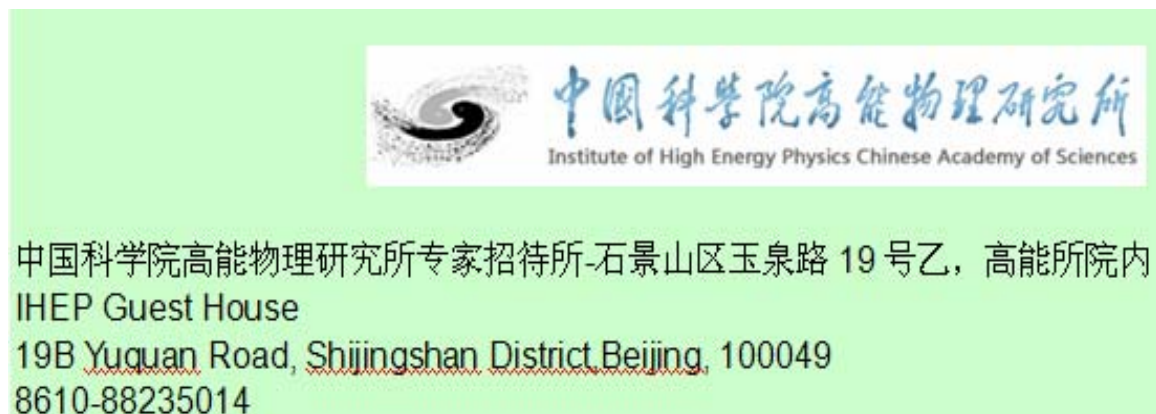 中国科学院高能物理研究所
Institute of High Energy Physics Chinese Academy of Sciences
中国科学院高能物理研究所专家招待所-石景山区玉泉路 19 号乙，高能所院内
IHEP Guest House
19B Yuquan Road, Shijingshan District,Beijing, 100049
8610-88235014